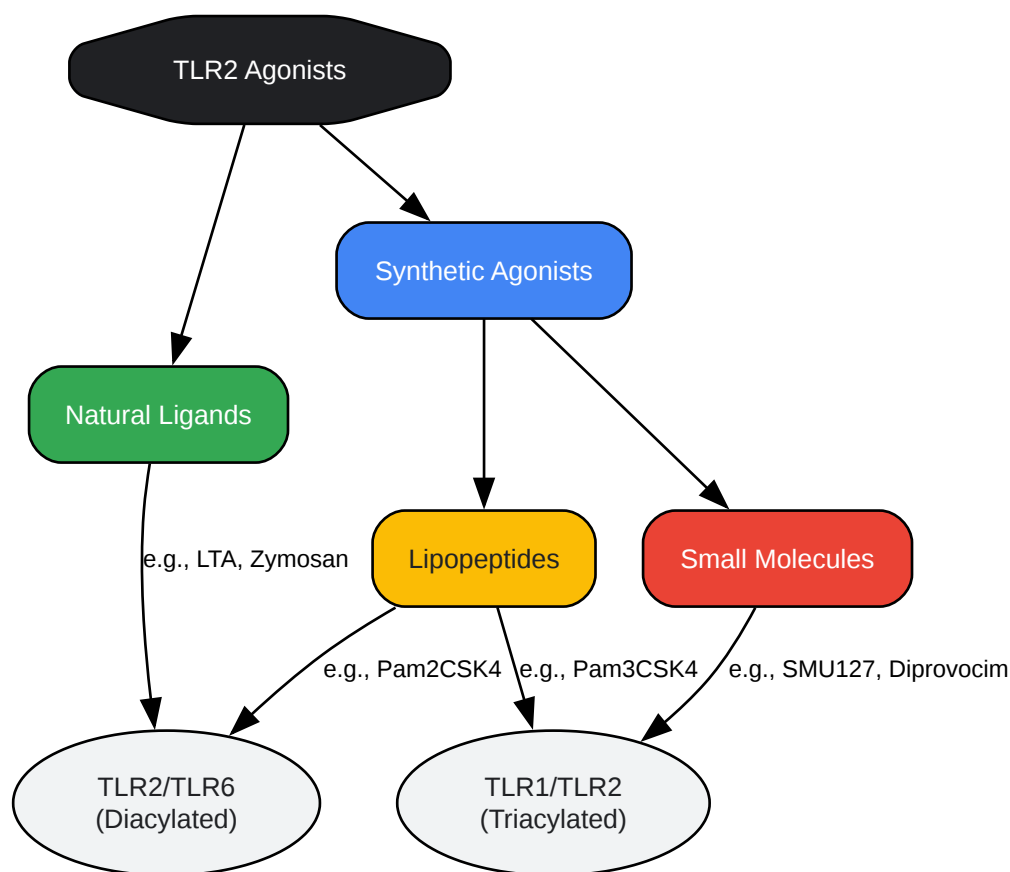 TLR2 Agonists
Synthetic Agonists
Natural Ligands
e.g., LTA, Zymosan
Lipopeptides
Small Molecules
e.g., Pam2CSK4
e.g., Pam3CSK4
e.g., SMU127, Diprovocim
TLR2/TLR6
(Diacylated)
TLR1/TLR2
(Triacylated)